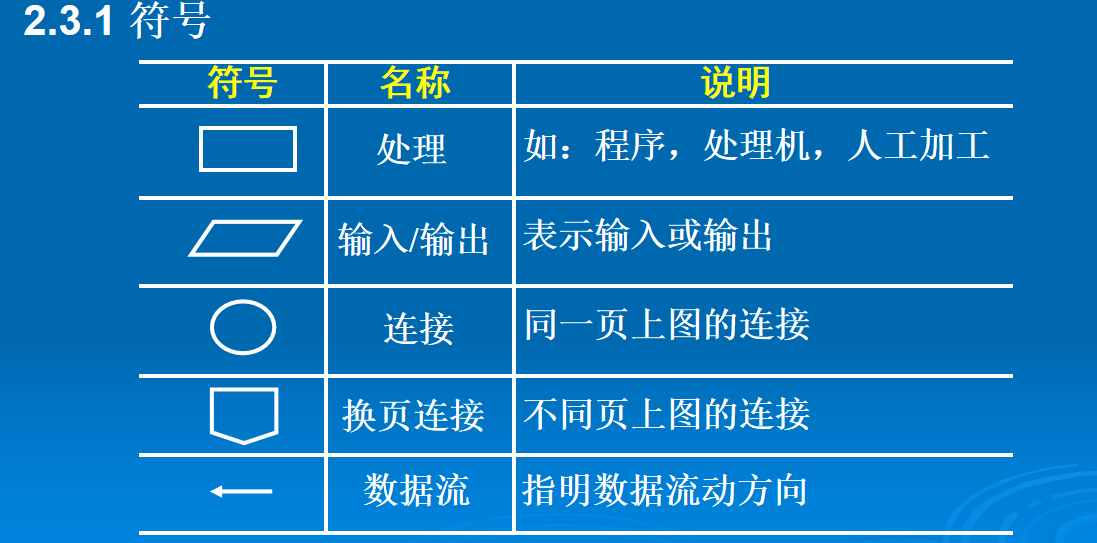 2.3.1 符号
符号 名称 说明
处理 如：程序，处理机，人工加工
输入/输出 表示输入或输出
连接 同一页上图的连接
换页连接 不同页上图的连接
数据流 指明数据流动方向